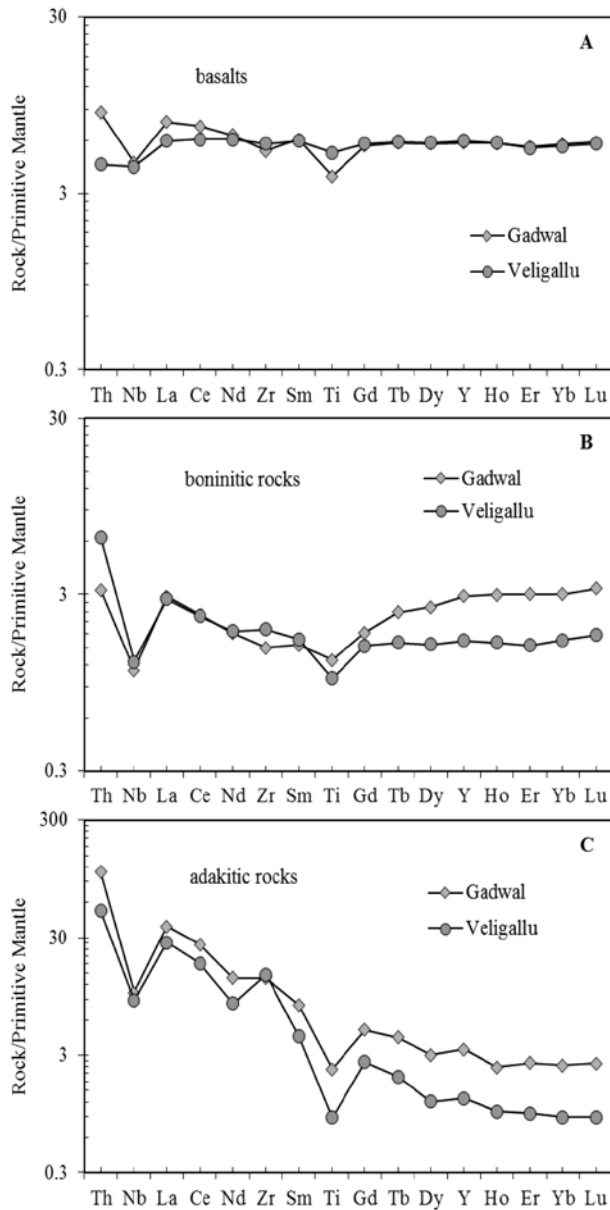 30
A
basalts
Rock/Primitive Mantle
3
Gadwal
Veligallu
0.3
Th Nb La Ce Nd Zr Sm Ti Gd Tb Dy Y Ho Er Yb Lu
30
B
boninitic rocks
Gadwal
Veligallu
Rock/Primitive Mantle
3
0.3
Th Nb La Ce Nd Zr Sm Ti Gd Tb Dy Y Ho Er Yb Lu
300
C
adakitic rocks
Gadwal
Veligallu
30
Rock/Primitive Mantle
3
0.3
Th Nb La Ce Nd Zr Sm Ti Gd Tb Dy Y Ho Er Yb Lu